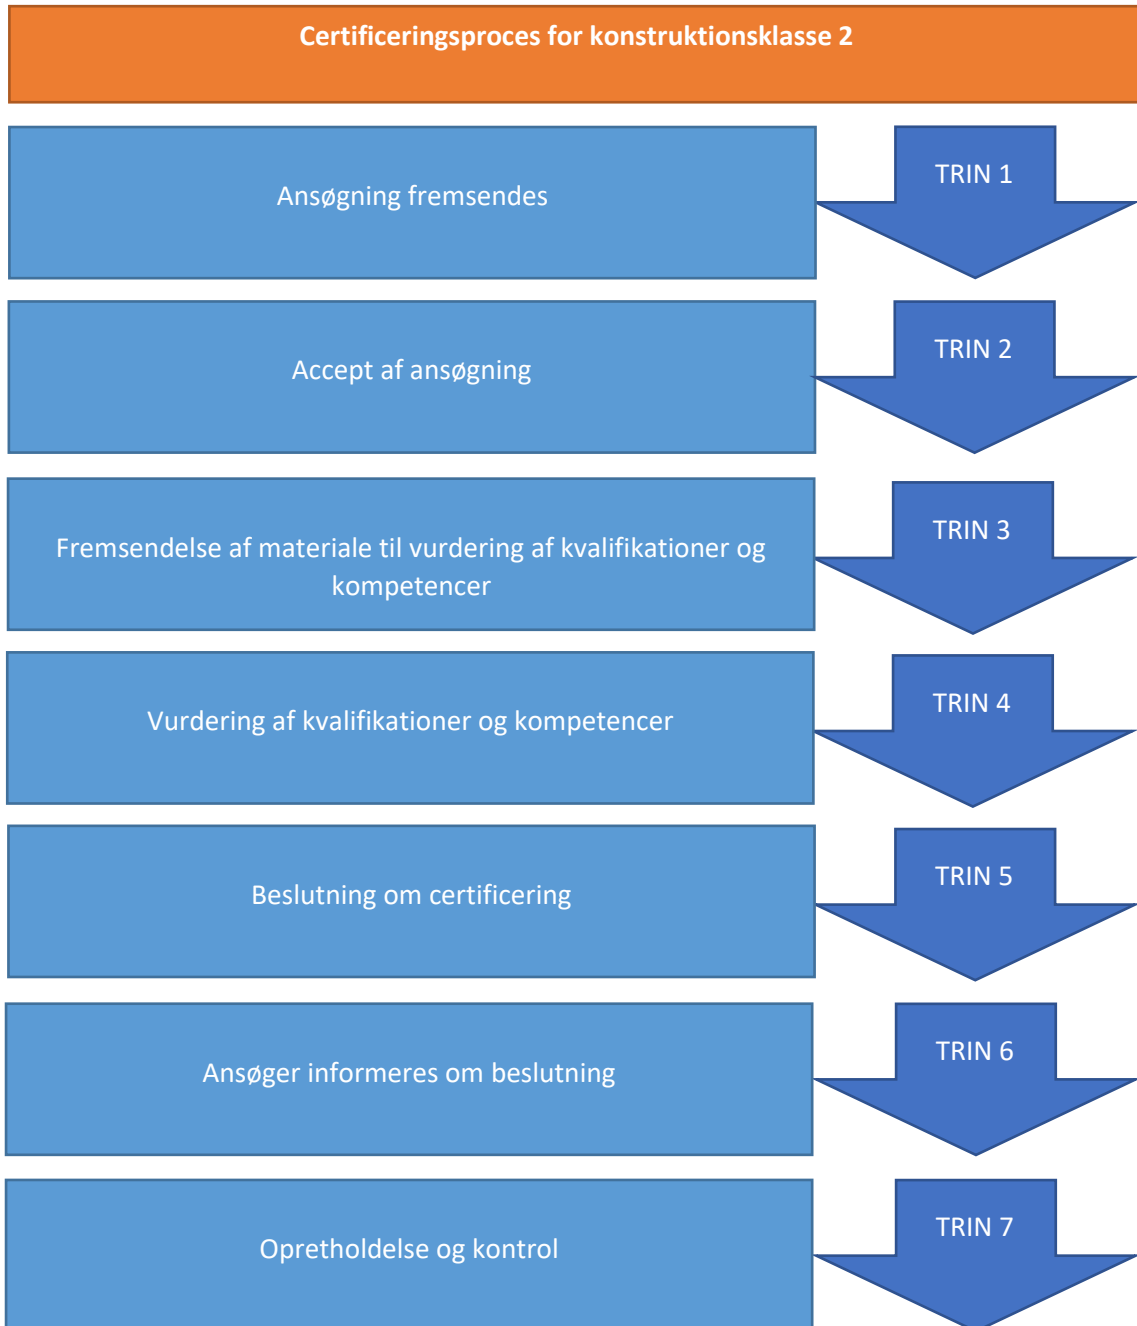 Certificeringsproces for konstruktionsklasse 2
Ansøgning fremsendes
TRIN 1
Accept af ansøgning
TRIN 2
Fremsendelse af materiale til vurdering af kvalifikationer og
kompetencer
TRIN 3
Vurdering af kvalifikationer og kompetencer
TRIN 4
Beslutning om certificering
TRIN 5
Ansøger informeres om beslutning
TRIN 6
Opretholdelse og kontrol
TRIN 7